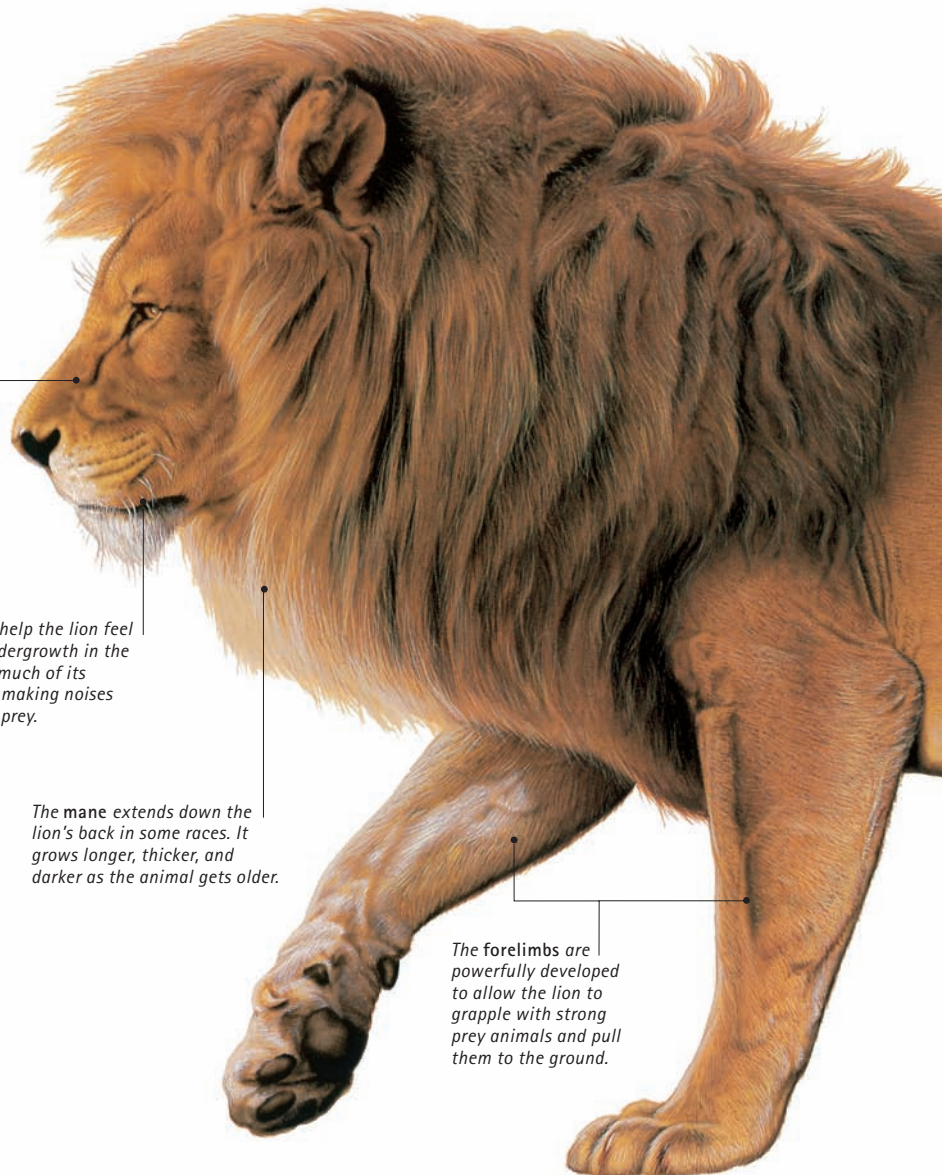 help the lion feel
dergrowth in the
much of its
making noises
prey.
The mane extends down the
lion's back in some races. It
grows longer, thicker, and
darker as the animal gets older.
The forelimbs are
powerfully developed
to allow the lion to
grapple with strong
prey animals and pull
them to the ground.